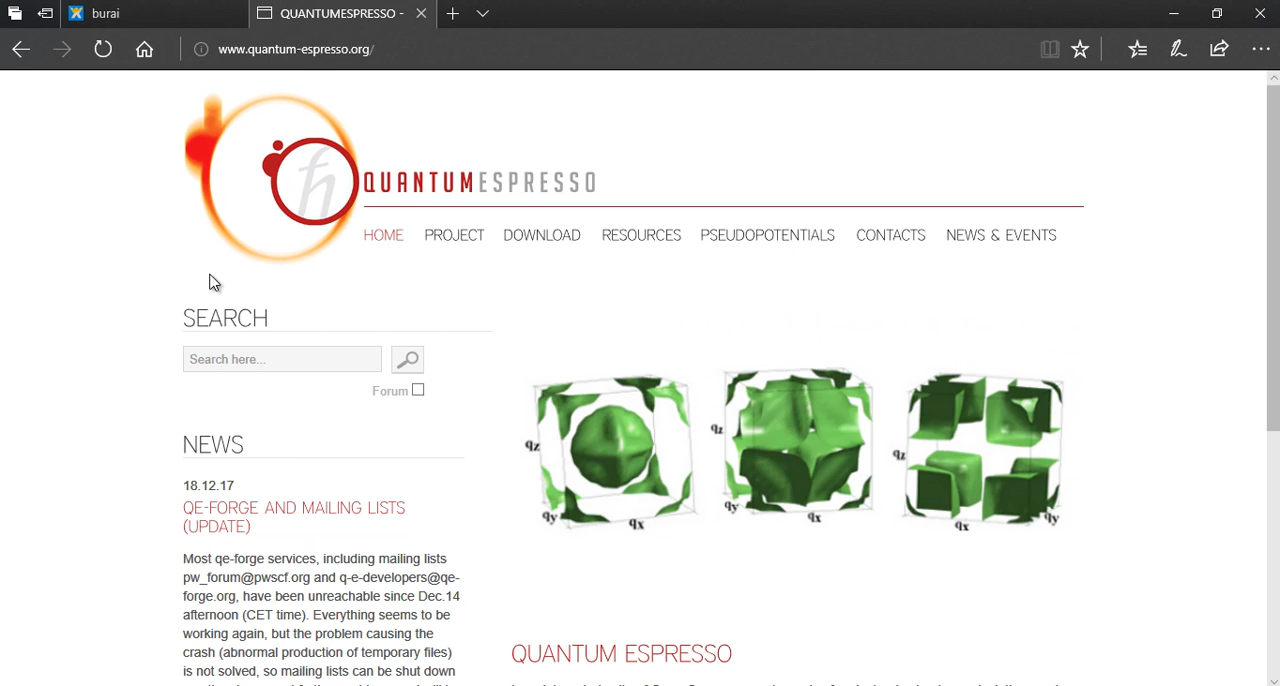 burai
QUANTUMESPRESSO -
www.quantum-espresso.org/
ħ
QUANTUMESPRESSO
HOME PROJECT DOWNLOAD RESOURCES PSEUDOPOTENTIALS CONTACTS NEWS & EVENTS
SEARCH
Search here...
Forum
qz
qy
qx
qz
qy
qx
qz
qx
qy
NEWS
18.12.17
QE-FORGE AND MAILING LISTS
(UPDATE)
Most qe-forge services, including mailing lists
pw_forum@pwscf.org and q-e-developers@qe-
forge.org, have been unreachable since Dec.14
afternoon (CET time). Everything seems to be
working again, but the problem causing the
crash (abnormal production of temporary files)
is not solved, so mailing lists can be shut down
QUANTUM ESPRESSO